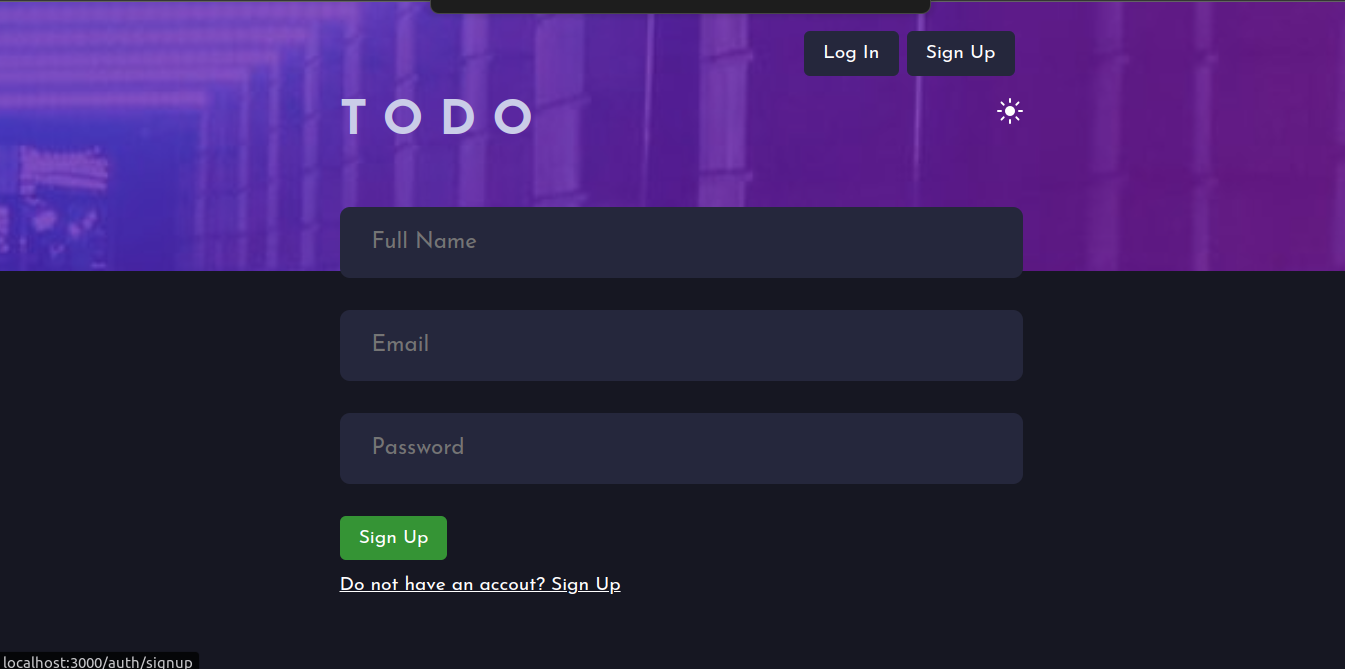 Log In Sign Up
T O D O
Full Name
Email
Password
Sign Up
Do not have an accout? Sign Up
localhost:3000/auth/signup